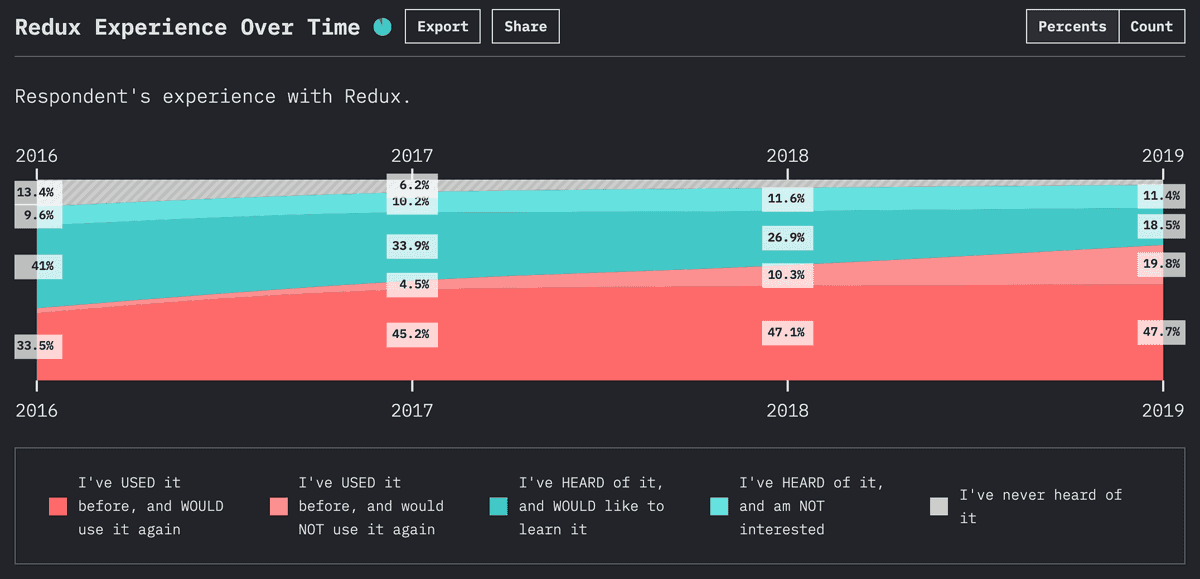 Redux Experience Over Time Export Share Percents Count
Respondent's experience with Redux.
2016 2017 2018 2019
13.4% 6.2%
9.6% 10.2% 11.6% 11.4%
41% 33.9% 26.9% 18.5%
4.5% 10.3% 19.8%
33.5% 45.2% 47.1% 47.7%
2016 2017 2018 2019
I've USED it
before, and WOULD
use it again
I've USED it
before, and would
NOT use it again
I've HEARD of it,
and WOULD like to
learn it
I've HEARD of it,
and am NOT
interested
I've never heard of
it